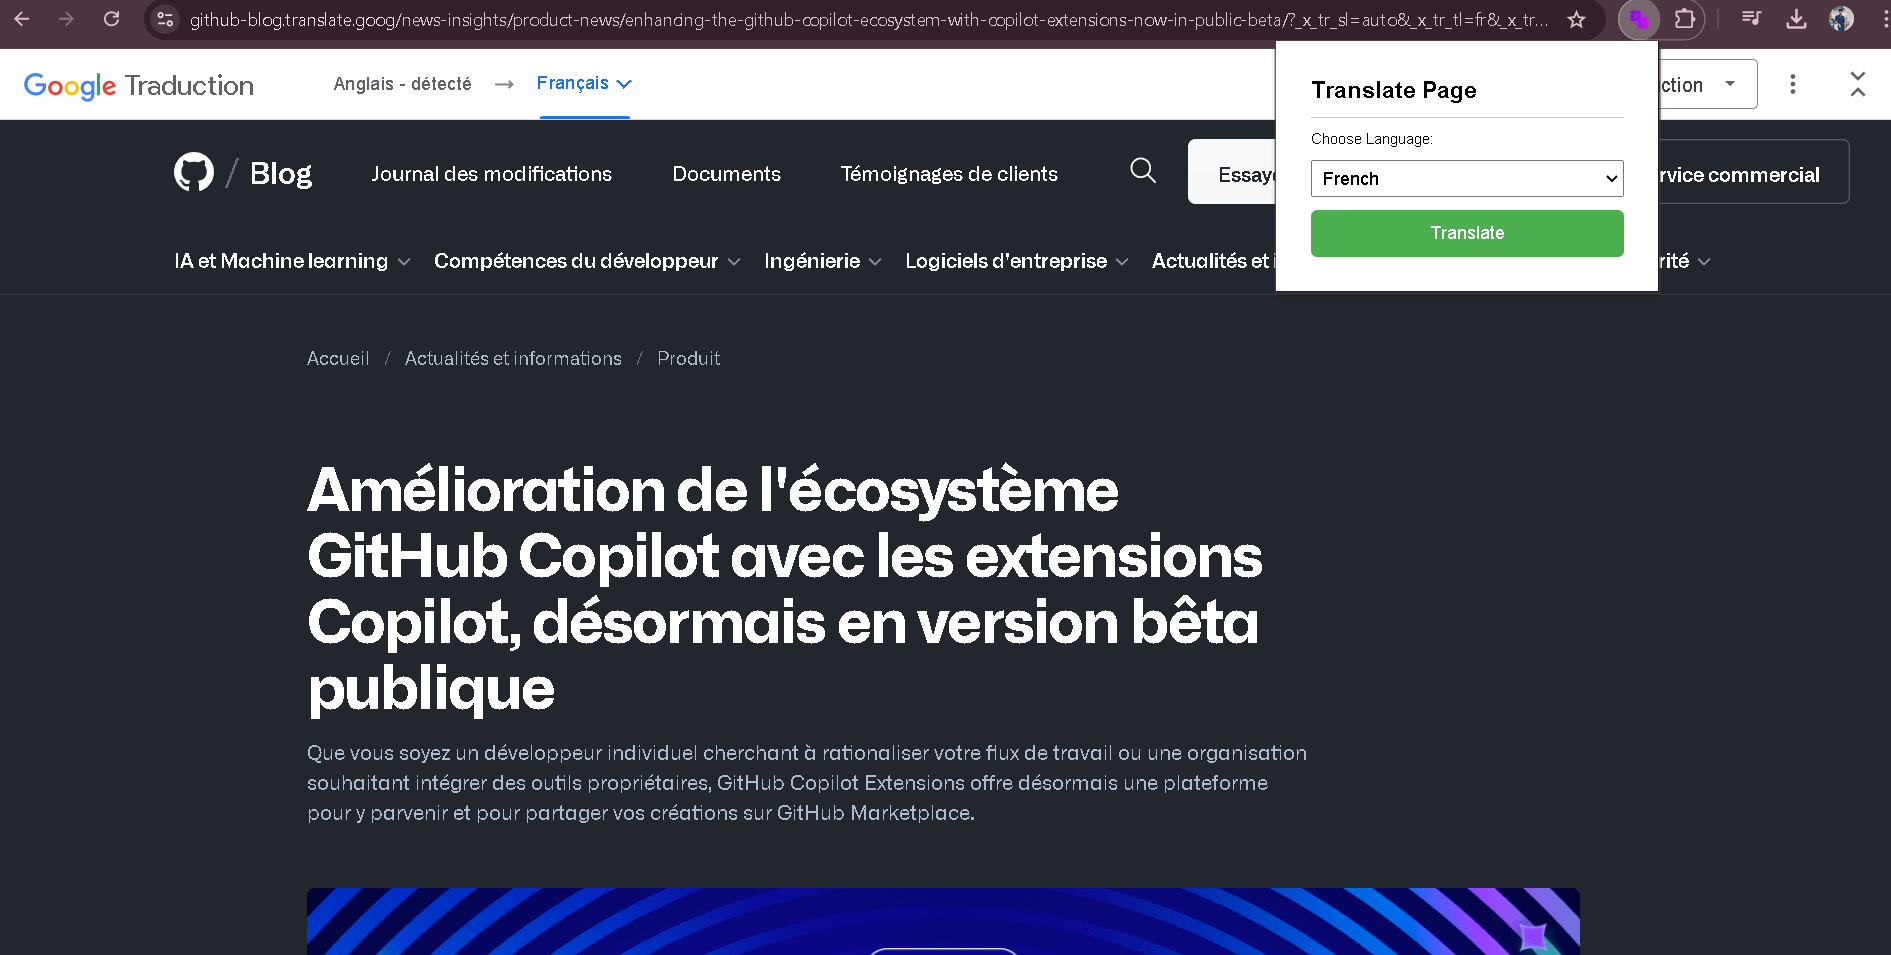 github-blog.translate.goog/news-insights/product-news/enhancing-the-github-copilot-ecosystem-with-copilot-extensions-now-in-public-beta/?_x_tr_sl=auto&_x_tr_tl=fr&_x_tr...
Google Traduction
Anglais - détecté → Français
ction
Translate Page
Choose Language:
French
Translate
/ Blog
Journal des modifications
Documents
Témoignages de clients
Essaye
rvice commercial
IA et Machine learning
Compétences du développeur
Ingénierie
Logiciels d'entreprise
Actualités et i
rité
Accueil / Actualités et informations / Produit
Amélioration de l'écosystème
GitHub Copilot avec les extensions
Copilot, désormais en version bêta
publique
Que vous soyez un développeur individuel cherchant à rationaliser votre flux de travail ou une organisation
souhaitant intégrer des outils propriétaires, GitHub Copilot Extensions offre désormais une plateforme
pour y parvenir et pour partager vos créations sur GitHub Marketplace.